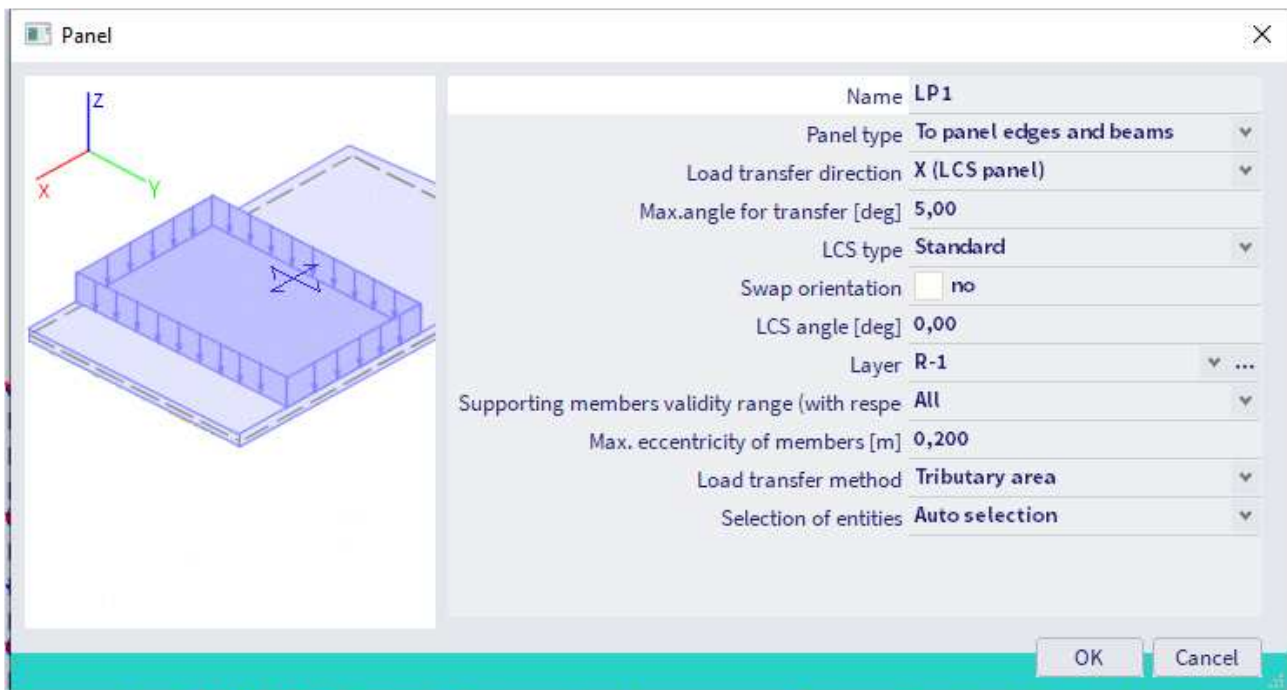 Panel
Z
X
Y
Name LP1
Panel type To panel edges and beams
Load transfer direction X (LCS panel)
Max.angle for transfer [deg] 5,00
LCS type Standard
Swap orientation no
LCS angle [deg] 0,00
Layer R-1 ...
Supporting members validity range (with respe All
Max. eccentricity of members [m] 0,200
Load transfer method Tributary area
Selection of entities Auto selection
OK Cancel